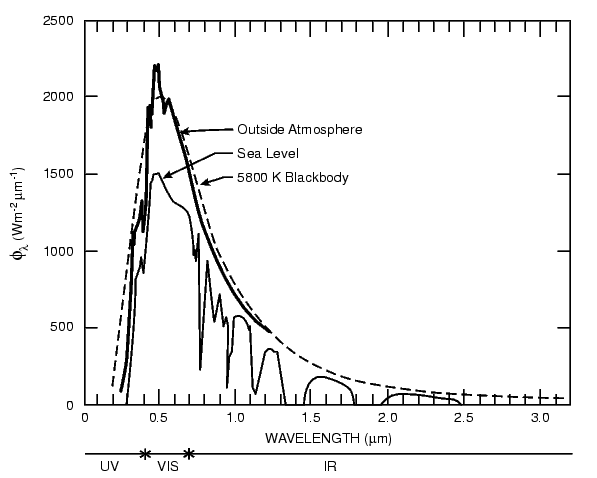 2500
2000
1500
1000
500
0
ϕλ (Wm⁻² μm⁻¹)
Outside Atmosphere
Sea Level
5800 K Blackbody
0 0.5 1.0 1.5 2.0 2.5 3.0
WAVELENGTH (μm)
UV VIS IR